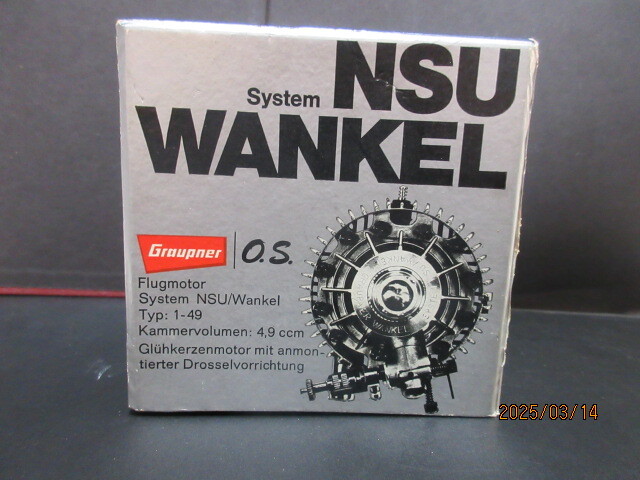 System NSU
WANKEL
Graupner
O.S.
Flugmotor
System NSU/Wankel
Typ: 1-49
Kammervolumen: 4,9 ccm
Glühkerzenmotor mit anmon-
tierter Drosselvorrichtung
WANKEL
2025/03/14